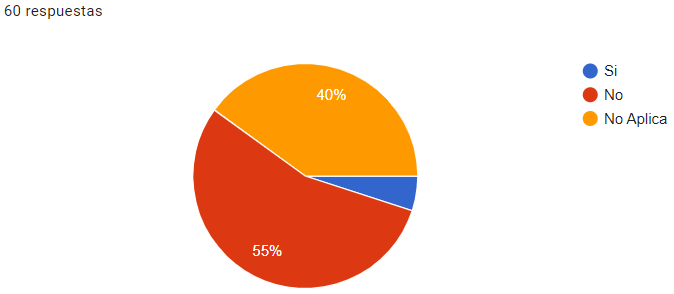 60 respuestas
Si
No
No Aplica
40%
55%